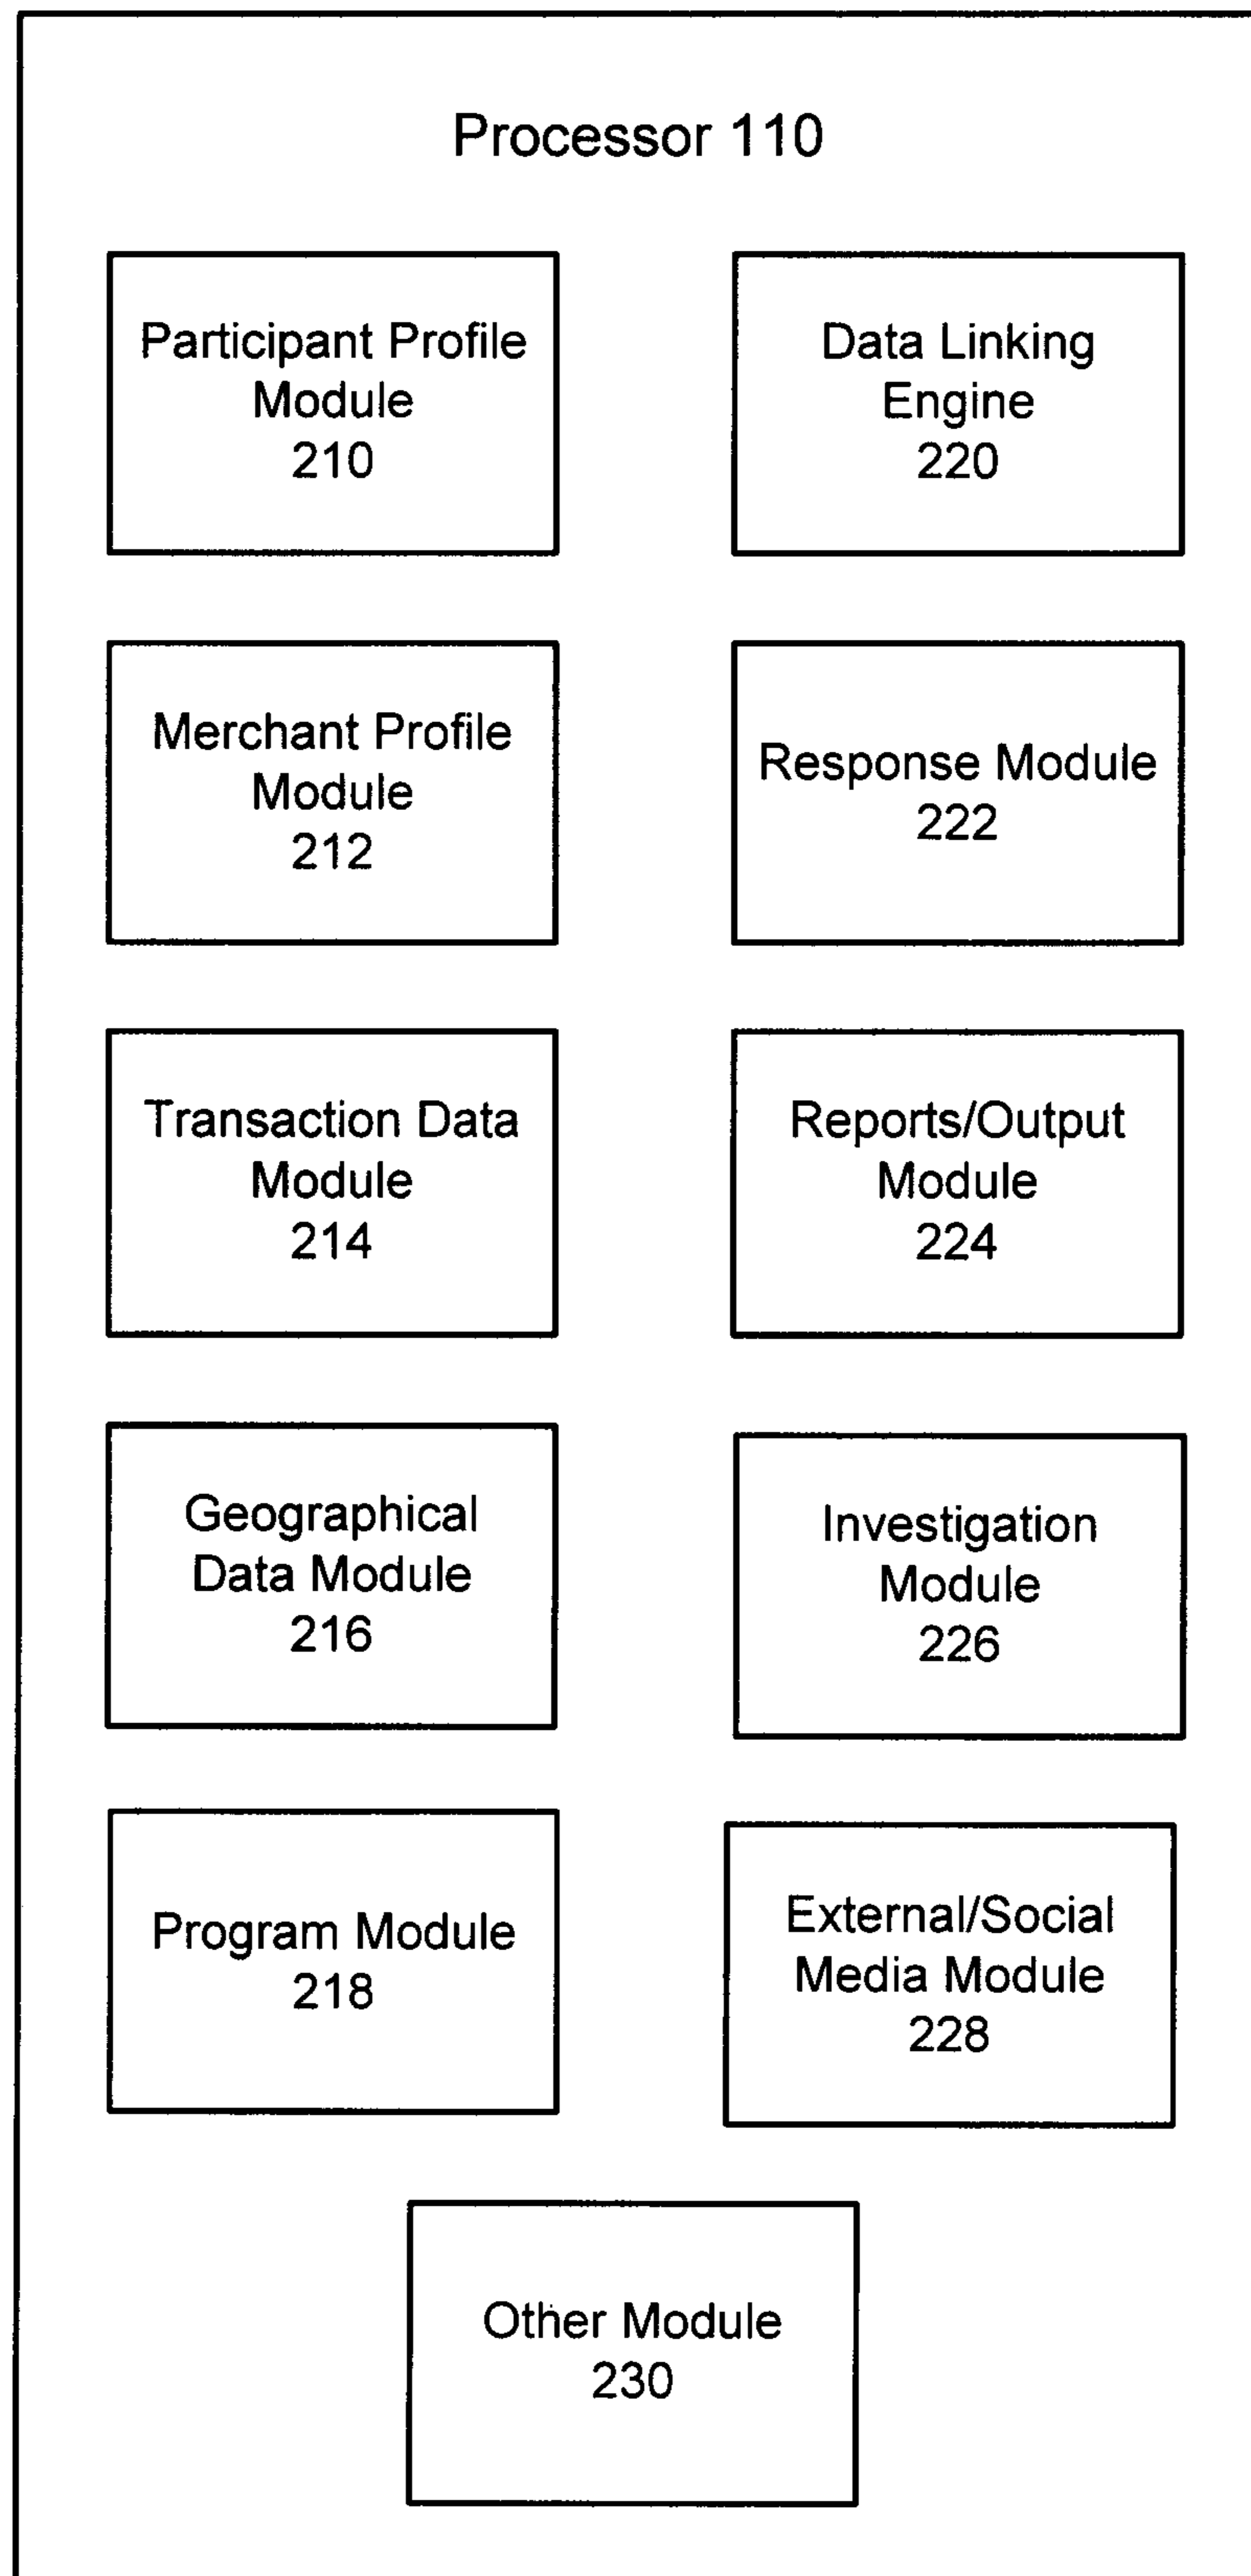 Processor 110
Participant Profile
Module
210
Data Linking
Engine
220
Merchant Profile
Module
212
Response Module
222
Transaction Data
Module
214
Reports/Output
Module
224
Geographical
Data Module
216
Investigation
Module
226
Program Module
218
External/Social
Media Module
228
Other Module
230